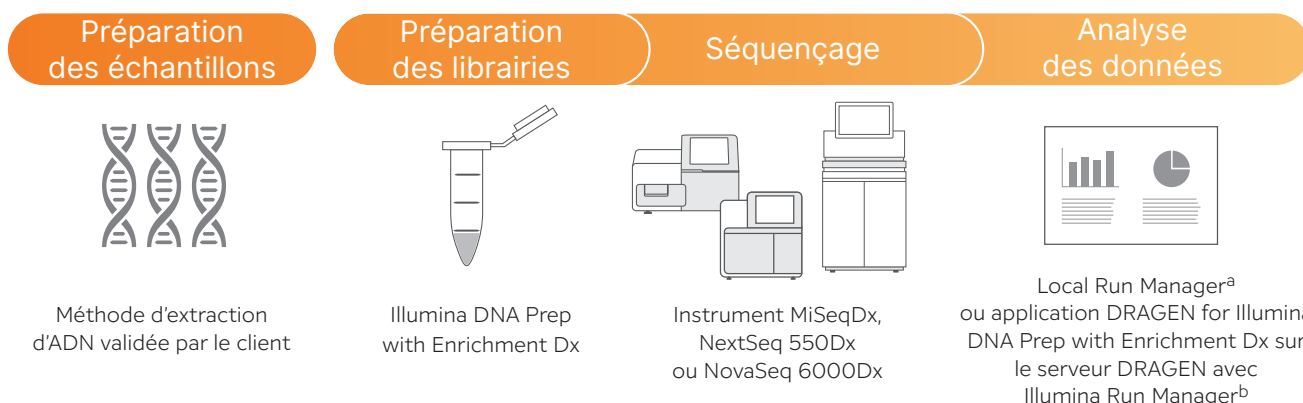 Préparation
des échantillons
Préparation
des librairies
Séquençage
Analyse
des données
Méthode d'extraction
d'ADN validée par le client
Illumina DNA Prep
with Enrichment Dx
Instrument MiSeqDx,
NextSeq 550Dx
ou NovaSeq 6000Dx
Local Run Managerᵃ
ou application DRAGEN for Illumina
DNA Prep with Enrichment Dx sur
le serveur DRAGEN avec
Illumina Run Managerᵇ